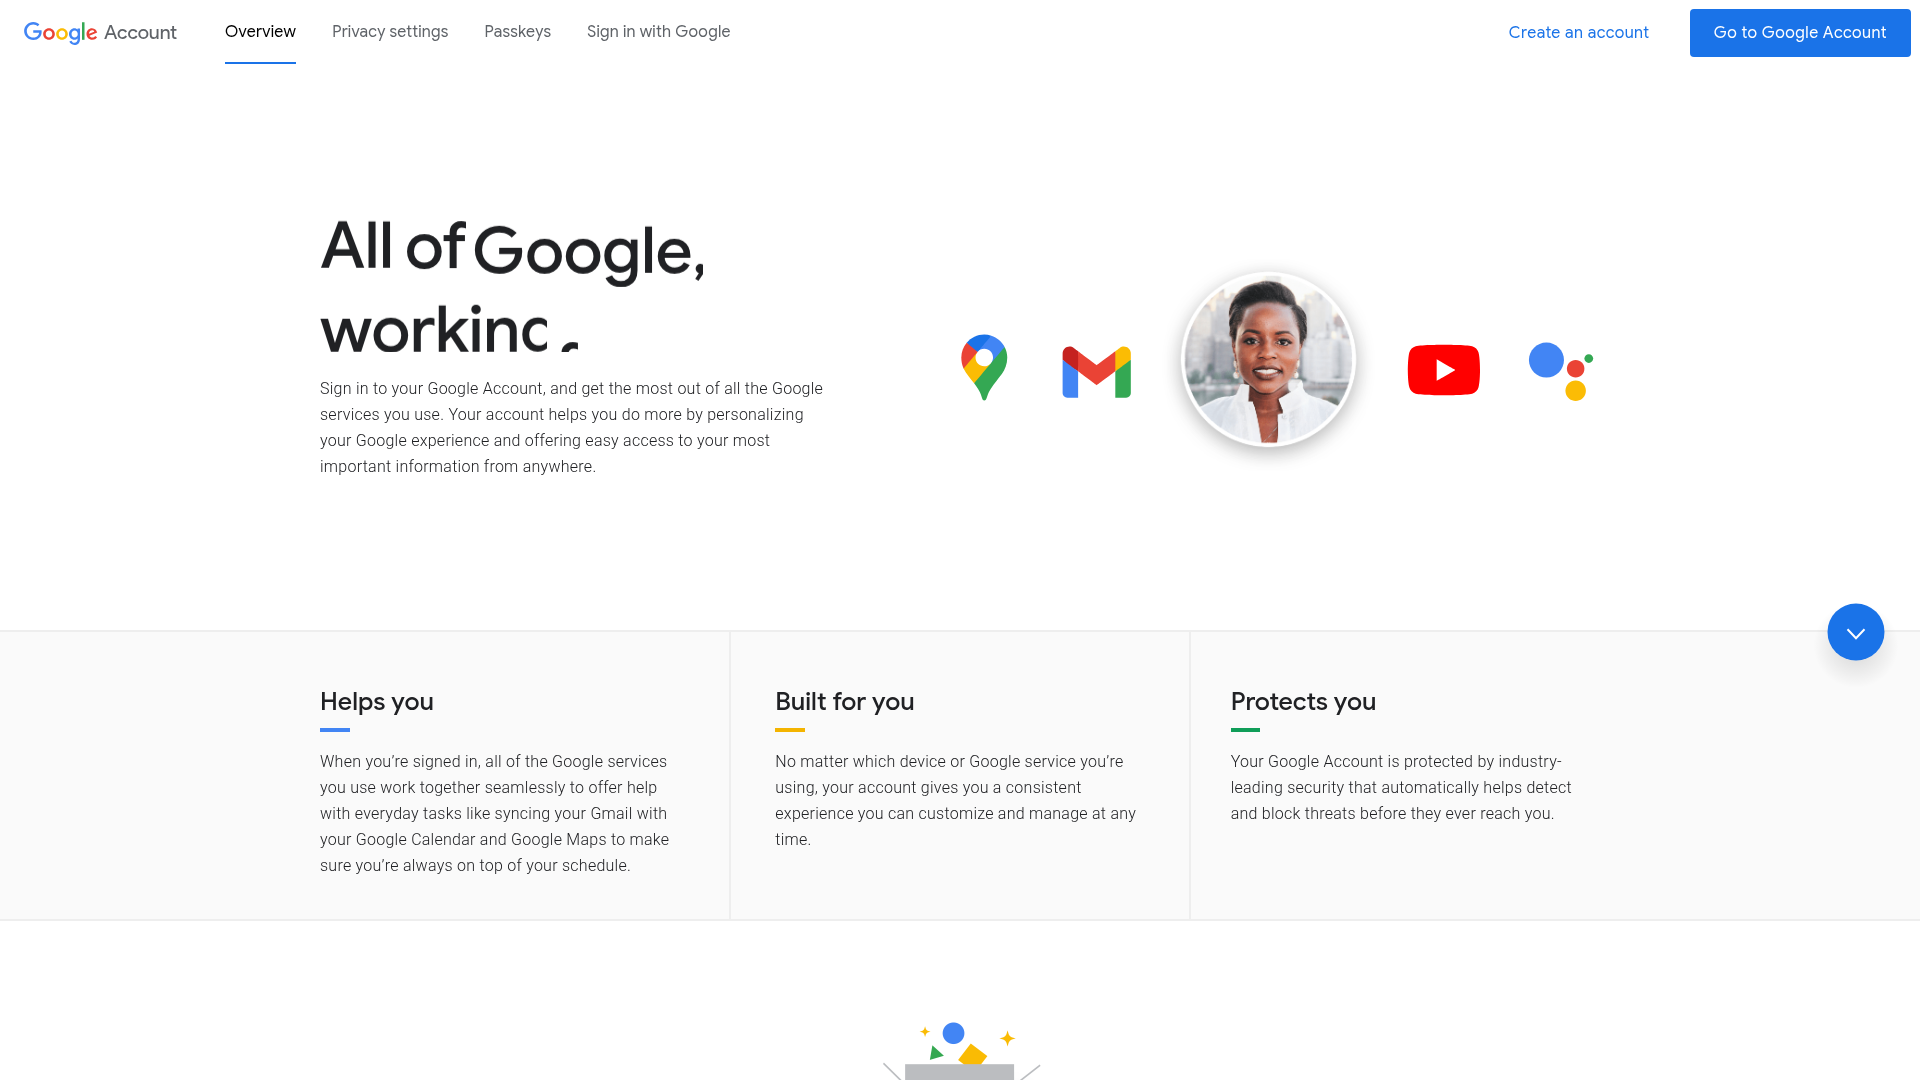 Google Account
Overview
Privacy settings
Passkeys
Sign in with Google
Create an account
Go to Google Account
All of Google,
Sign in to your Google Account, and get the most out of all the Google
services you use. Your account helps you do more by personalizing
your Google experience and offering easy access to your most
important information from anywhere.
Helps you
When you’re signed in, all of the Google services
you use work together seamlessly to offer help
with everyday tasks like syncing your Gmail with
your Google Calendar and Google Maps to make
sure you’re always on top of your schedule.
Built for you
No matter which device or Google service you’re
using, your account gives you a consistent
experience you can customize and manage at any
time.
Protects you
Your Google Account is protected by industry-
leading security that automatically helps detect
and block threats before they ever reach you.